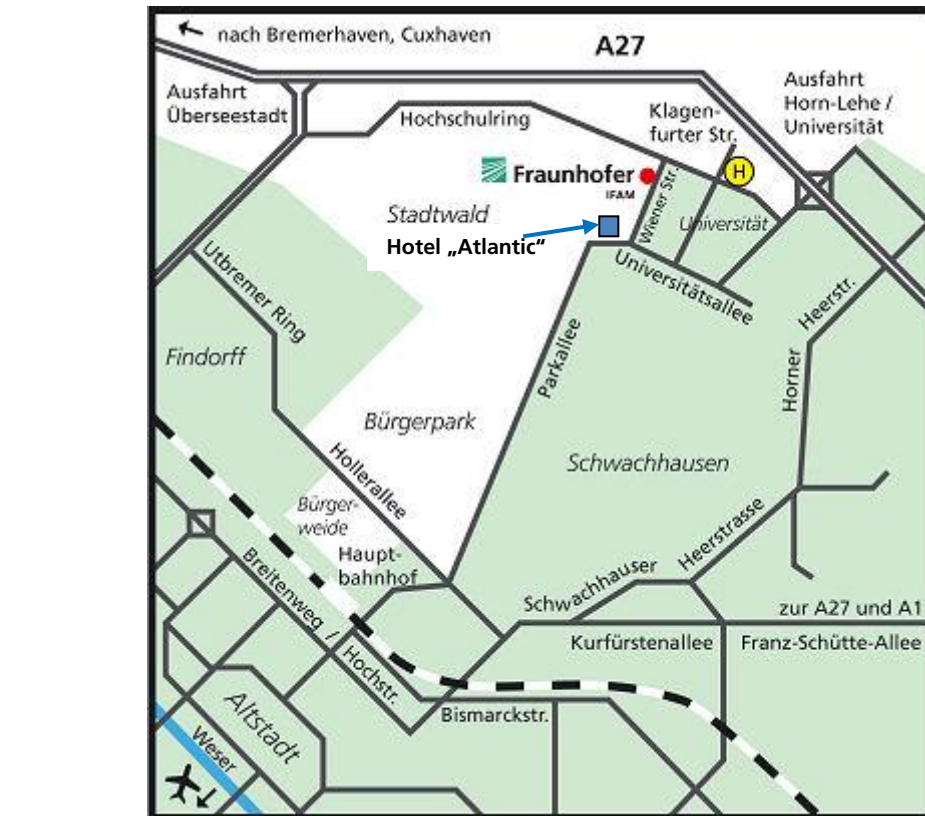 nach Bremerhaven, Cuxhaven
A27
Ausfahrt
Überseestadt
Ausfahrt
Horn-Lehe /
Universität
Hochschulring
Klagen-
furter Str.
H
Fraunhofer
IFAM
Wiener Str.
Stadtwald
Universität
Hotel „Atlantic“
Universitätsallee
Utbremer Ring
Heerstr.
Horner
Findorff
Parkallee
Bürgerpark
Schwachhausen
Hollerallee
Bürger-
weide
Haupt-
bahnhof
Heerstrasse
Schwachhauser
Breitenweg /
Hochstr.
zur A27 und A1
Kurfürstenallee
Franz-Schütte-Allee
Bismarckstr.
Altstadt
Weser